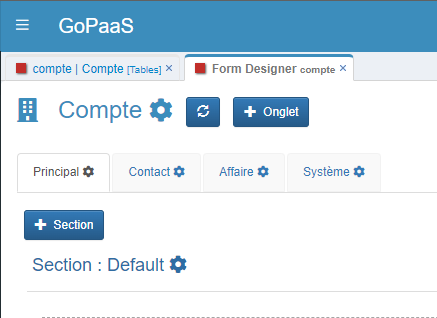 GoPaaS
compte | Compte [Tables] ×
Form Designer compte ×
Compte
+ Onglet
Principal
Contact
Affaire
Système
+ Section
Section : Default